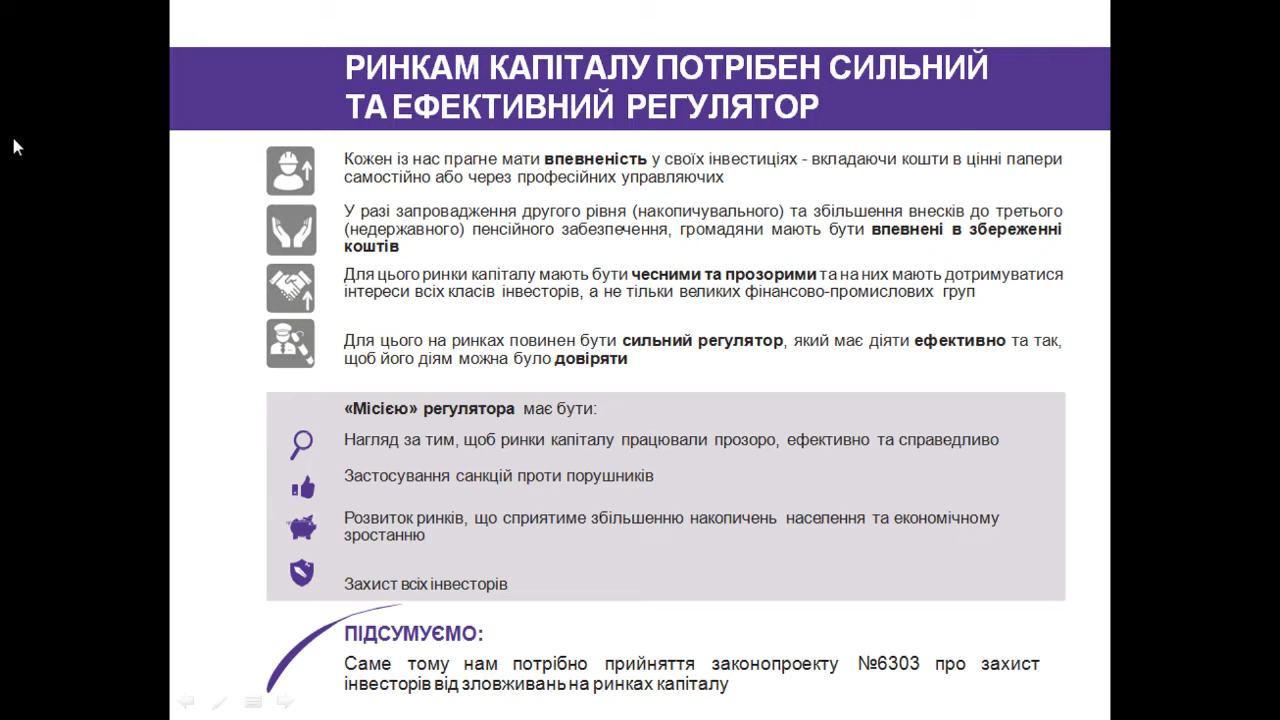 РИНКАМ КАПІТАЛУ ПОТРІБЕН СИЛЬНИЙ
ТА ЕФЕКТИВНИЙ РЕГУЛЯТОР
Кожен із нас прагне мати впевненість у своїх інвестиціях - вкладаючи кошти в цінні папери
самостійно або через професійних управляючих
У разі запровадження другого рівня (накопичувального) та збільшення внесків до третього
(недержавного) пенсійного забезпечення, громадяни мають бути впевнені в збереженні
коштів
Для цього ринки капіталу мають бути чесними та прозорими та на них мають дотримуватися
інтереси всіх класів інвесторів, а не тільки великих фінансово-промислових груп
Для цього на ринках повинен бути сильний регулятор, який має діяти ефективно та так,
щоб його діям можна було довіряти
«Місією» регулятора має бути:
Нагляд за тим, щоб ринки капіталу працювали прозоро, ефективно та справедливо
Застосування санкцій проти порушників
Розвиток ринків, що сприятиме збільшенню накопичень населення та економічному
зростанню
Захист всіх інвесторів
ПІДСУМУЄМО:
Саме тому нам потрібно прийняття законопроекту №6303 про захист
інвесторів від зловживань на ринках капіталу